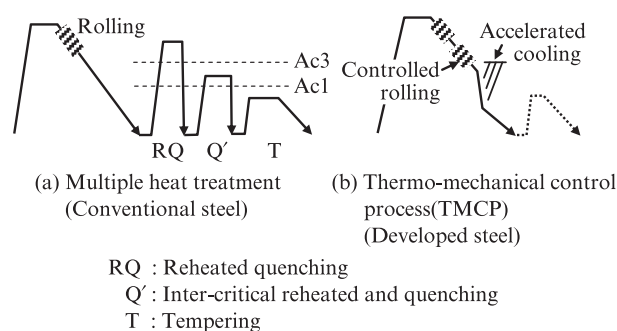 Rolling
Ac3
Ac1
RQ Q′ T
Accelerated
cooling
Controlled
rolling
(a) Multiple heat treatment
(Conventional steel)
(b) Thermo-mechanical control
process(TMCP)
(Developed steel)
RQ : Reheated quenching
Q′ : Inter-critical reheated and quenching
T : Tempering